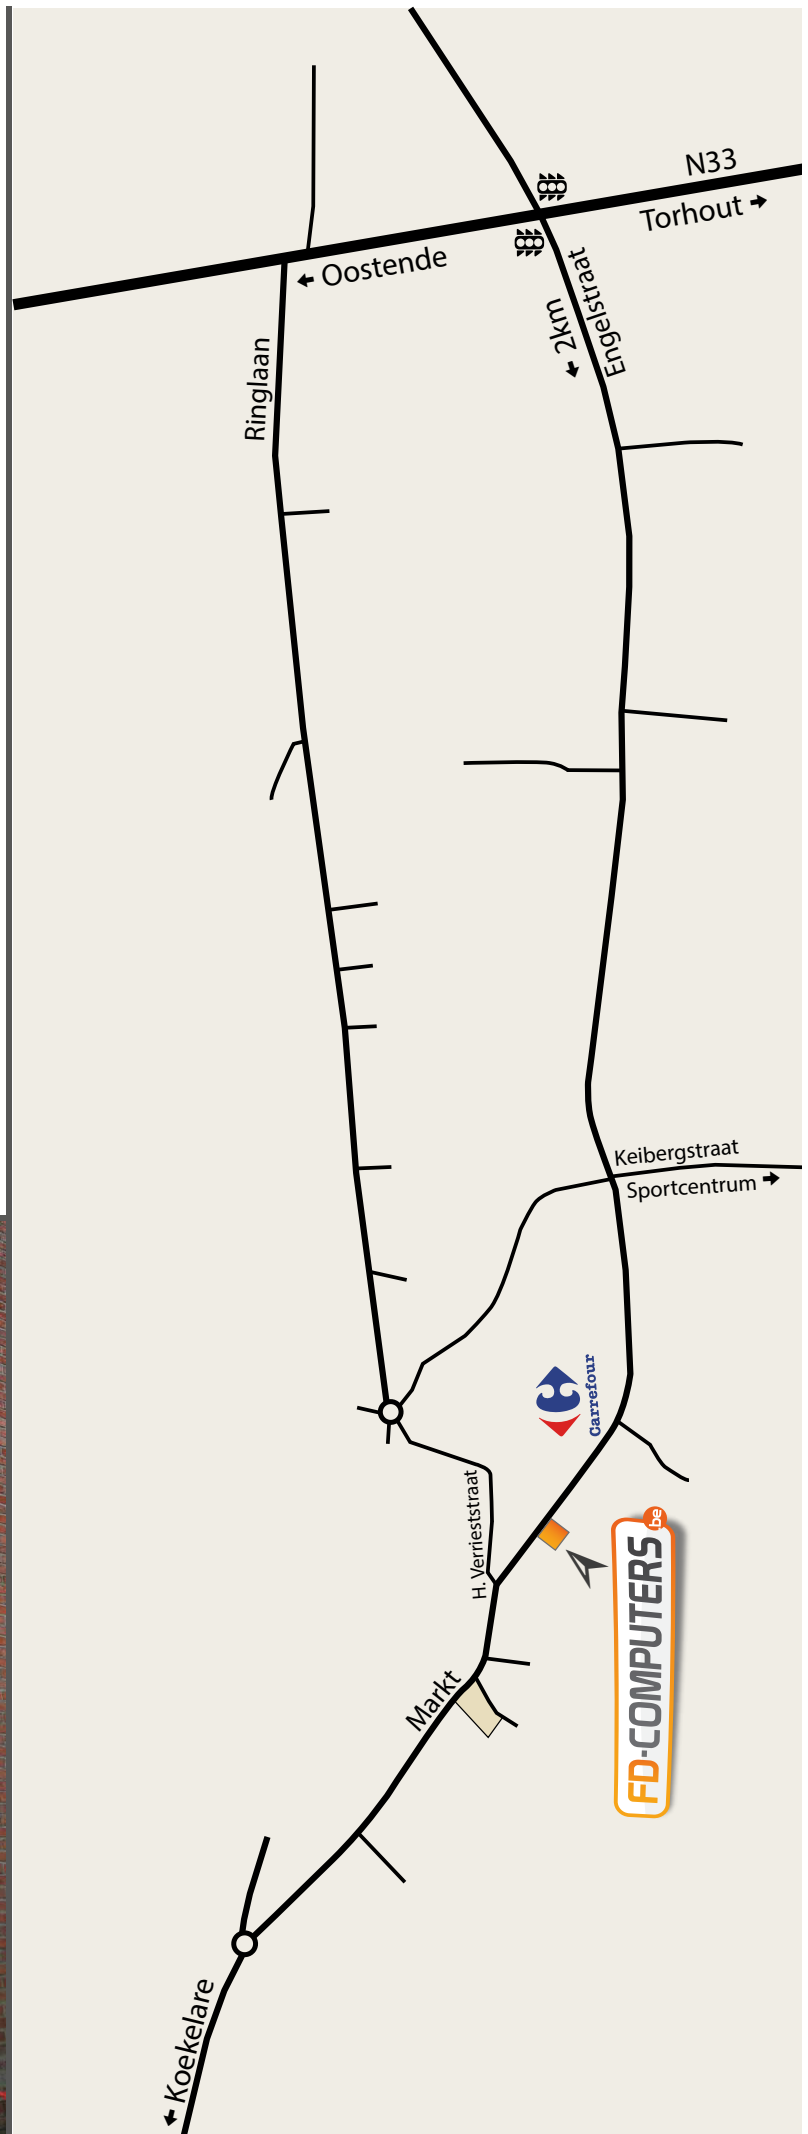 N33
Torhout
Oostende
Engelstraat
2km
Ringlaan
Keibergstraat
Sportcentrum
Carrefour
H. Verrieststraat
FD-COMPUTERS
be
Markt
Koekelare